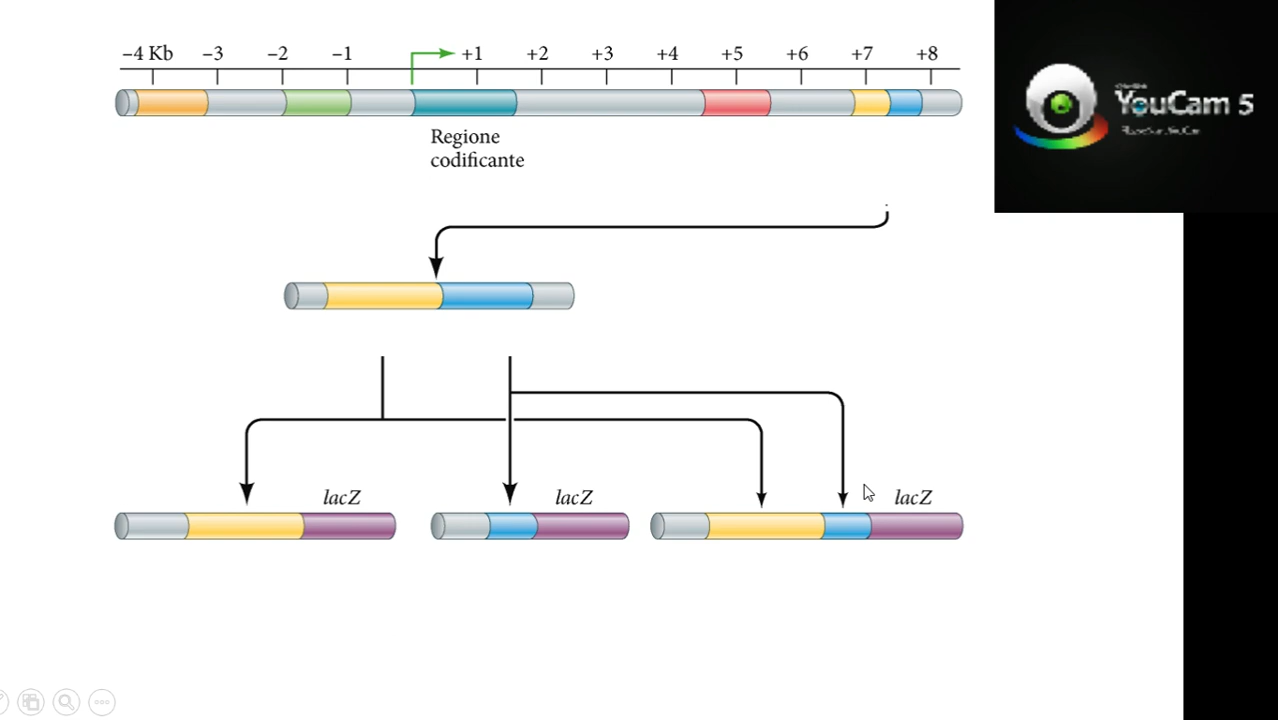 –4 Kb –3 –2 –1 +1 +2 +3 +4 +5 +6 +7 +8
Regione
codificante
lacZ lacZ lacZ
YouCam 5